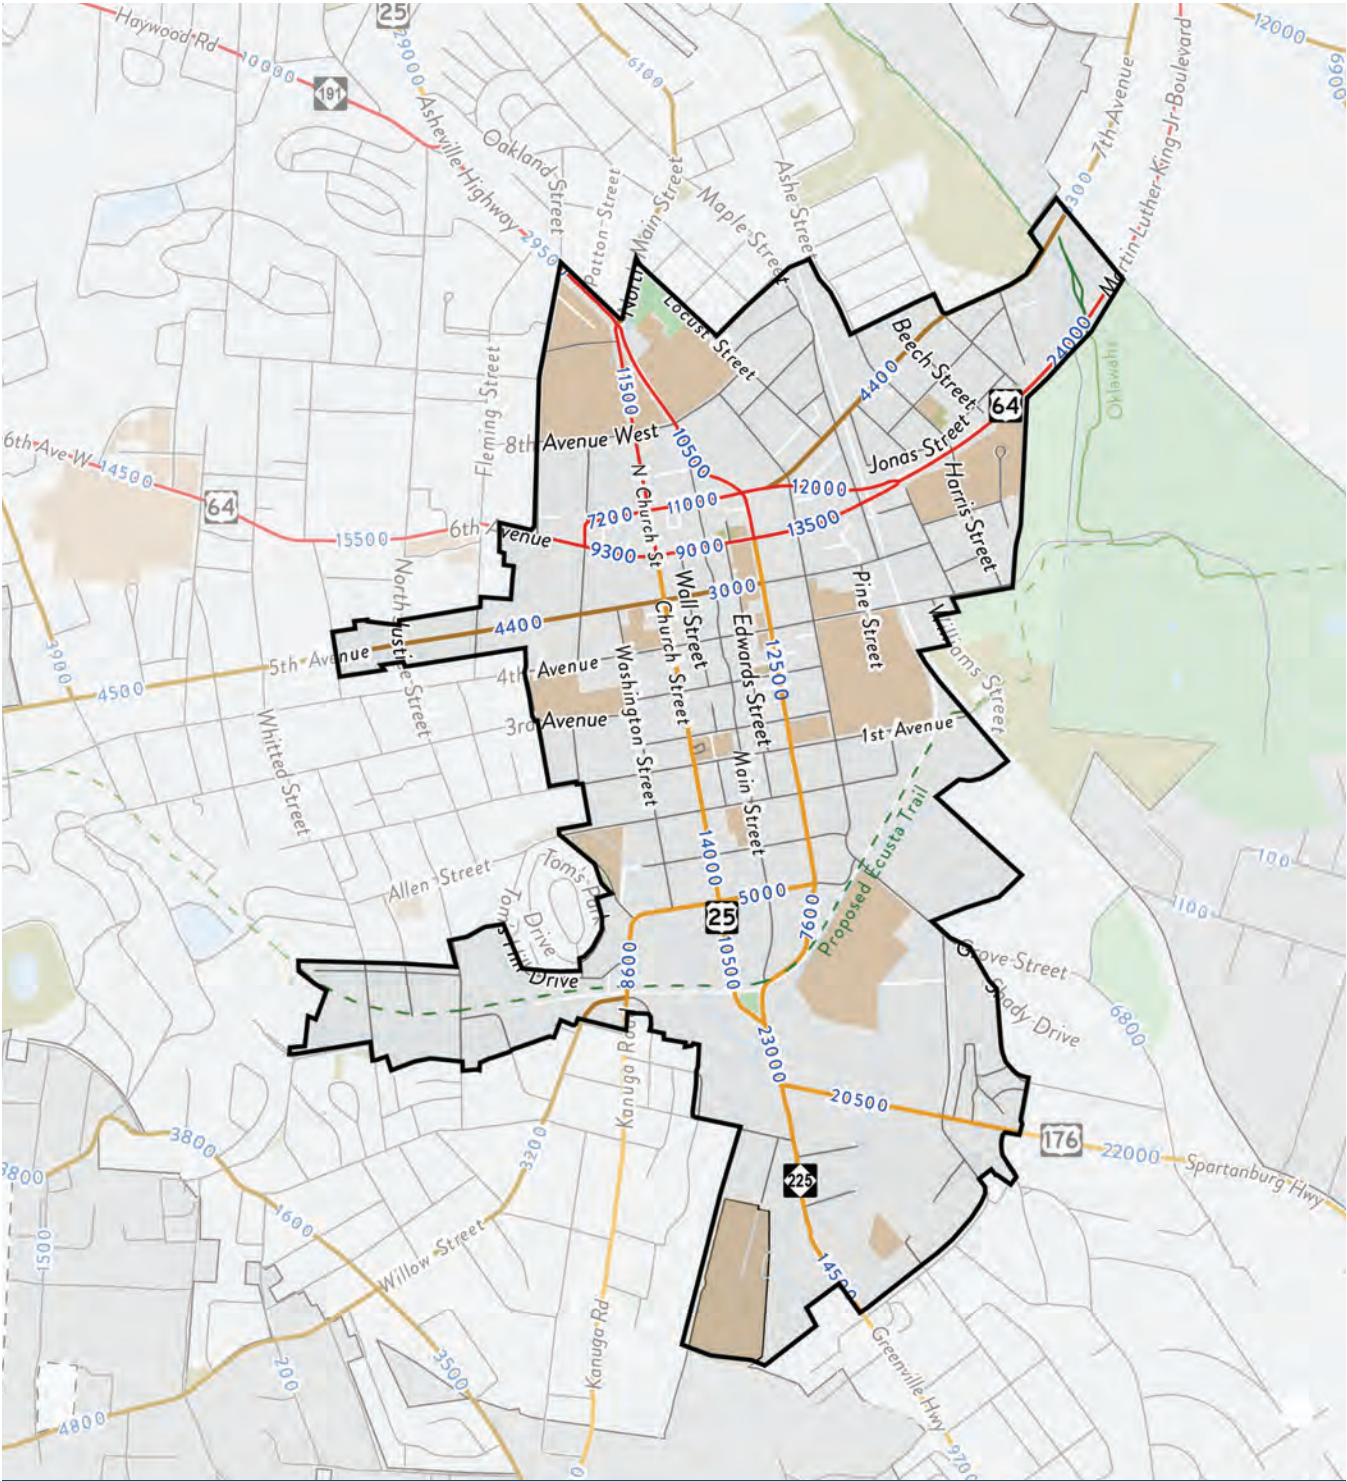 25
Haywood Rd
10000
191
29000
Asheville Highway
29500
6100
12000
7th Avenue
300
Martin Luther King Jr Boulevard
Oakland Street
Patton Street
North Main Street
Maple Street
Ashe Street
Locust Street
Beech Street
4400
24000
Oklawaha
64
Fleming Street
11500
10500
8th Avenue West
Jonas Street
Harris Street
6th Ave W
14500
64
15500
6th Avenue
N Church St
7200
11000
12000
13500
9300
9000
3000
Wall Street
Pine Street
Williams Street
North Justice Street
4400
5th Avenue
4500
3900
4th Avenue
3rd Avenue
Church Street
Edwards Street
12500
Washington Street
1st Avenue
Whitted Street
Main Street
Proposed Ecusta Trail
14000
5000
25
7600
Allen Street
Tom's Park
Drive
Drive
10500
8600
100
1100
Grove Street
Shady Drive
6800
23000
20500
176
22000
Spartanburg Hwy
Kanuga Road
3200
3800
3800
1600
1500
Willow Street
225
14500
Kanuga Rd
Greenville Hwy
200
3500
4800